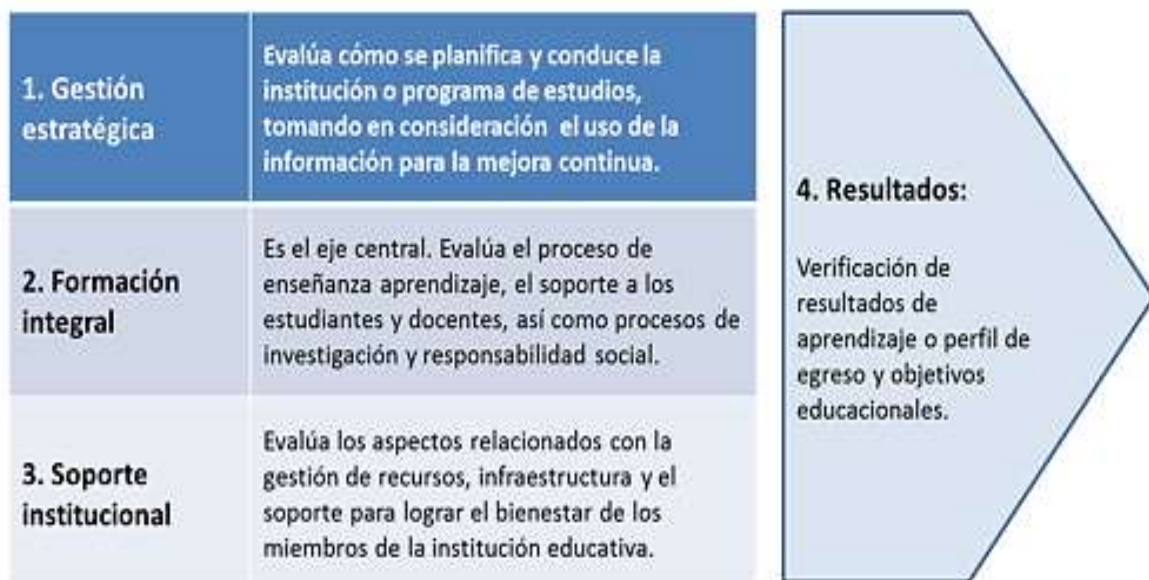 1. Gestión
estratégica
Evalúa cómo se planifica y conduce la
institución o programa de estudios,
tomando en consideración el uso de la
información para la mejora continua.
2. Formación
integral
Es el eje central. Evalúa el proceso de
enseñanza aprendizaje, el soporte a los
estudiantes y docentes, así como procesos de
investigación y responsabilidad social.
3. Soporte
institucional
Evalúa los aspectos relacionados con la
gestión de recursos, infraestructura y el
soporte para lograr el bienestar de los
miembros de la institución educativa.
4. Resultados:
Verificación de
resultados de
aprendizaje o perfil de
egreso y objetivos
educacionales.